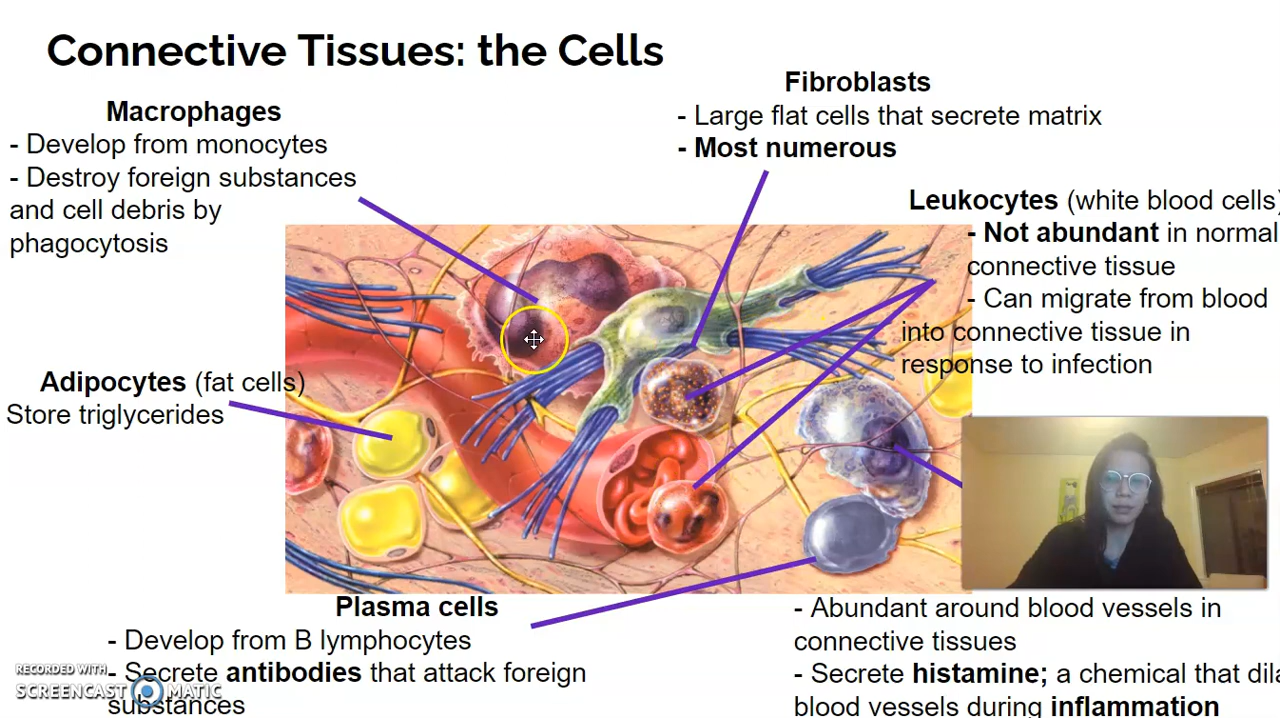 Connective Tissues: the Cells
Macrophages
- Develop from monocytes
- Destroy foreign substances
and cell debris by
phagocytosis
Fibroblasts
- Large flat cells that secrete matrix
- Most numerous
Leukocytes (white blood cells)
- Not abundant in normal
connective tissue
- Can migrate from blood
into connective tissue in
response to infection
Adipocytes (fat cells)
Store triglycerides
Plasma cells
- Develop from B lymphocytes
- Secrete antibodies that attack foreign
substances
- Abundant around blood vessels in
connective tissues
- Secrete histamine; a chemical that
blood vessels during inflammation
RECORDED WITH
SCREENCAST MATIC